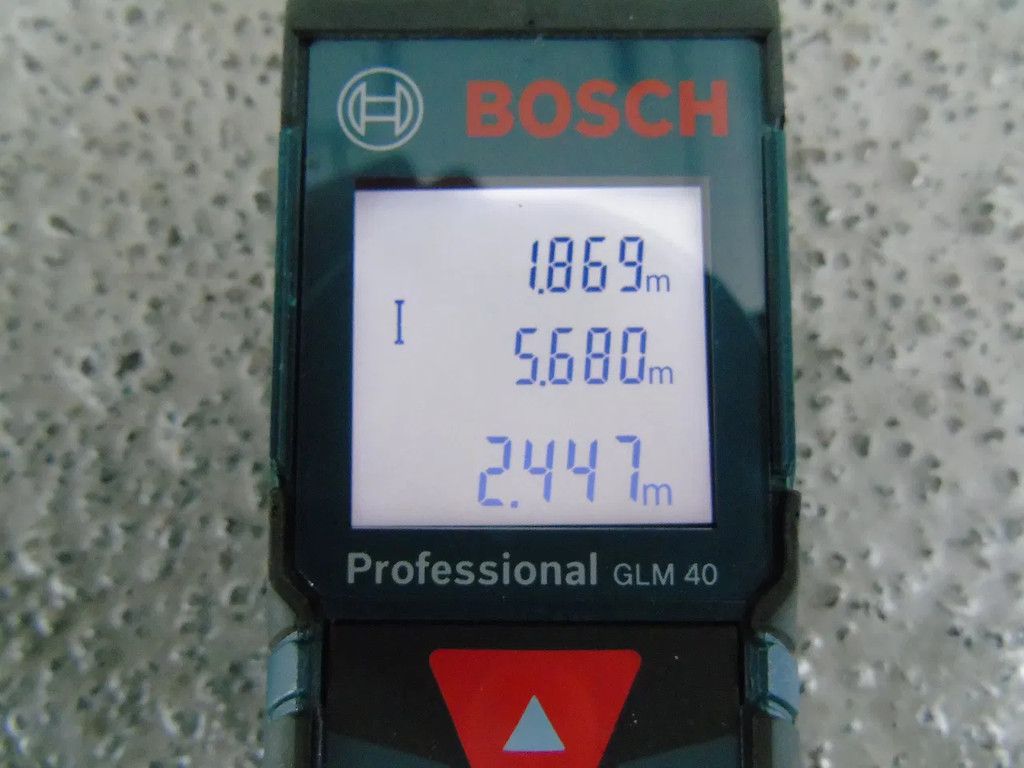 BOSCH
1.869m
5.680m
2.447m
Professional GLM 40